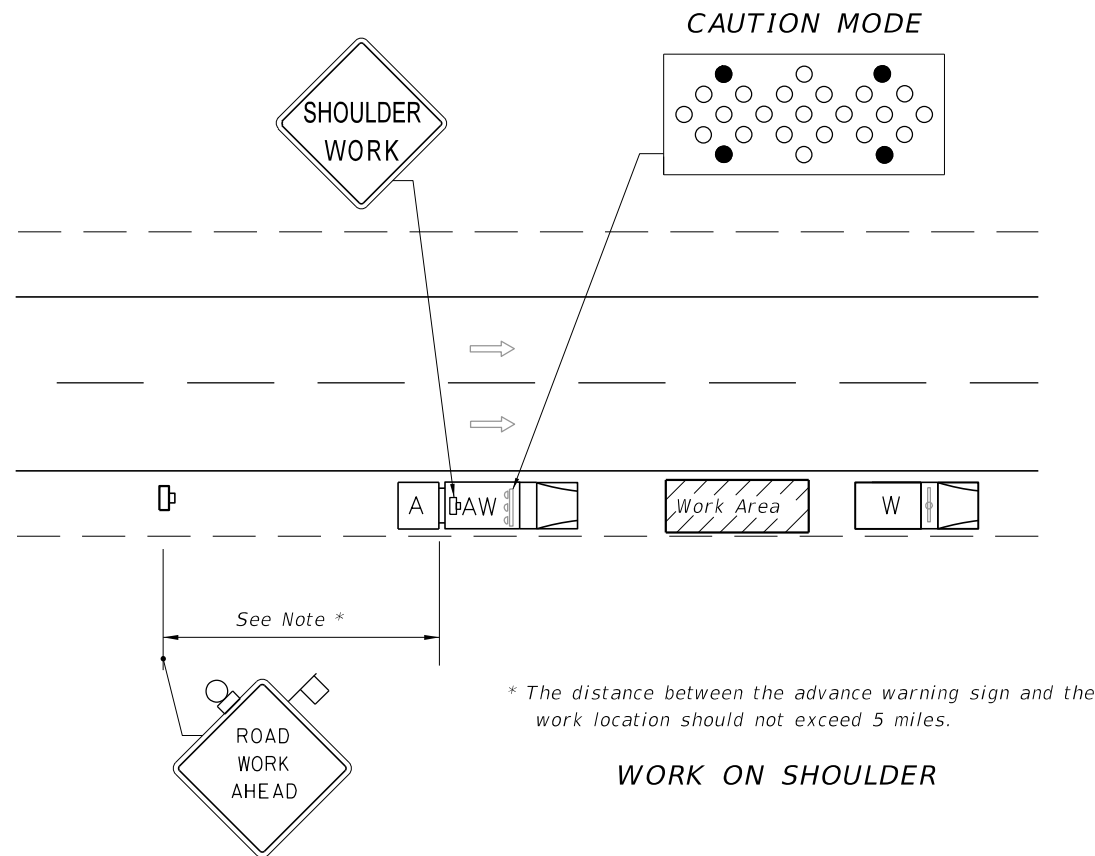 CAUTION MODE
SHOULDER
WORK
A
AW
Work Area
W
See Note *
* The distance between the advance warning sign and the
work location should not exceed 5 miles.
ROAD
WORK
AHEAD
WORK ON SHOULDER